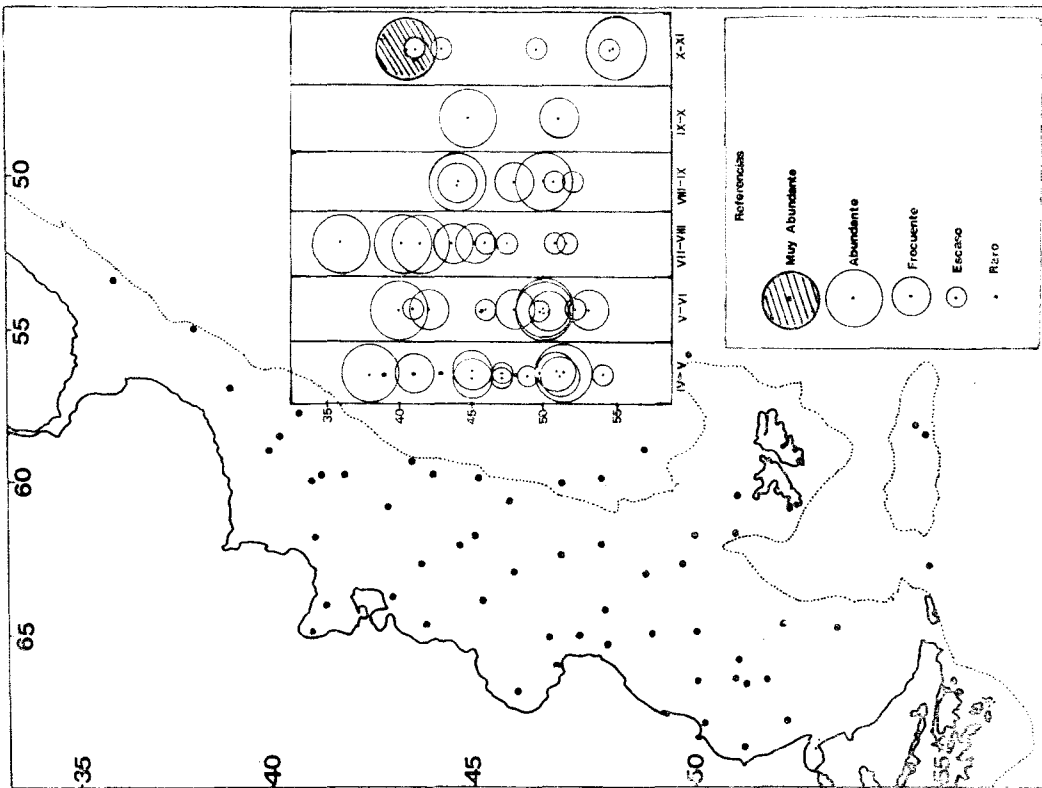 50
55
60
65
35
40
45
50
55
35
40
45
50
55
IV-V
V-VI
VII-VIII
VIII-IX
IX-X
X-XI
Referencias
Muy Abundante
Abundante
Frecuente
Escaso
Raro